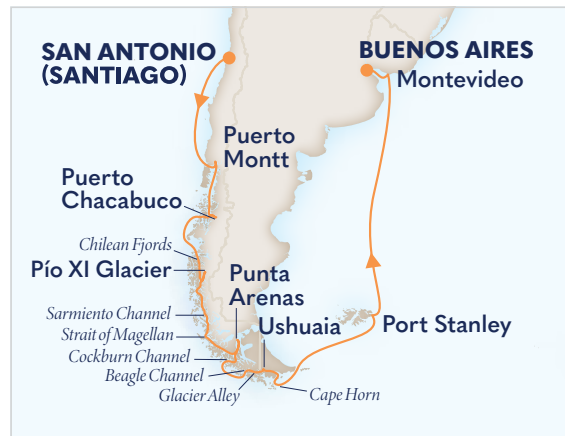 SAN ANTONIO
(SANTIAGO)
BUENOS AIRES
Montevideo
Puerto
Montt
Puerto
Chacabuco
Chilean Fjords
Pío XI Glacier
Punta
Arenas
Sarmiento Channel
Strait of Magellan
Ushuaia
Port Stanley
Cockburn Channel
Beagle Channel
Glacier Alley
Cape Horn